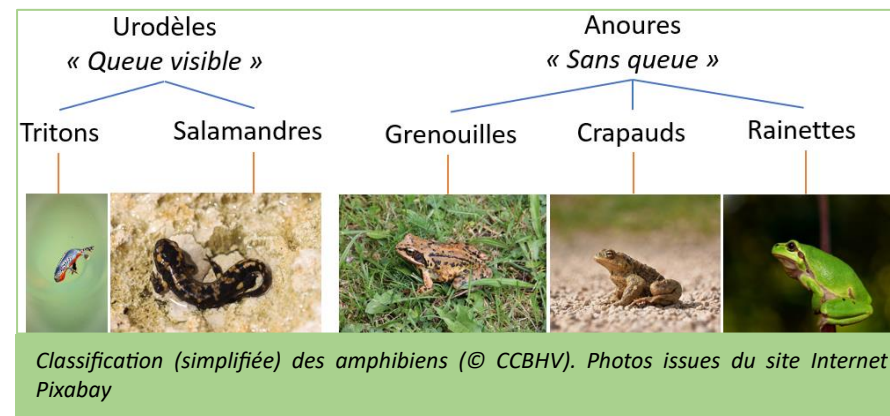 Urodèles
« Queue visible »
Anoures
« Sans queue »
Tritons
Salamandres
Grenouilles
Crapauds
Rainettes
Classification (simplifiée) des amphibiens (© CCBHV). Photos issues du site Internet
Pixabay